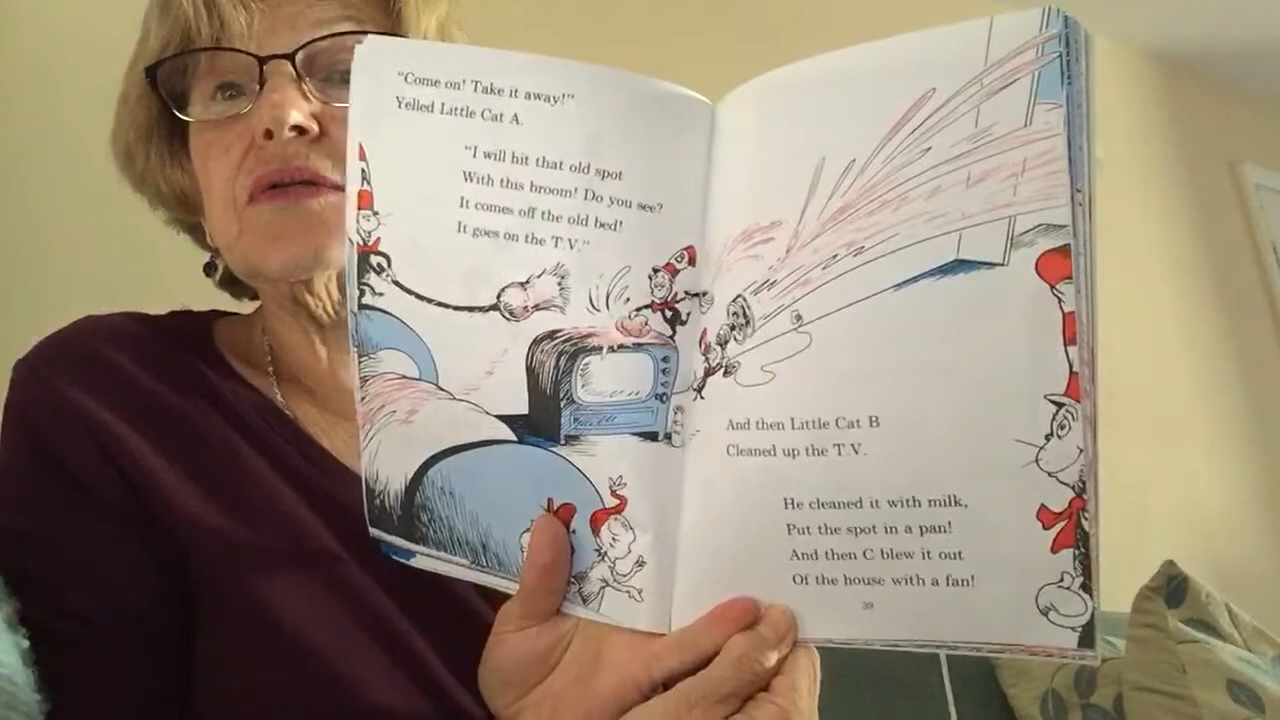 "Come on! Take it away!"
Yelled Little Cat A.
"I will hit that old spot
With this broom! Do you see?
It comes off the old bed!
It goes on the T.V."
A
B
And then Little Cat B
Cleaned up the T.V.
He cleaned it with milk,
Put the spot in a pan!
And then C blew it out
Of the house with a fan!
39